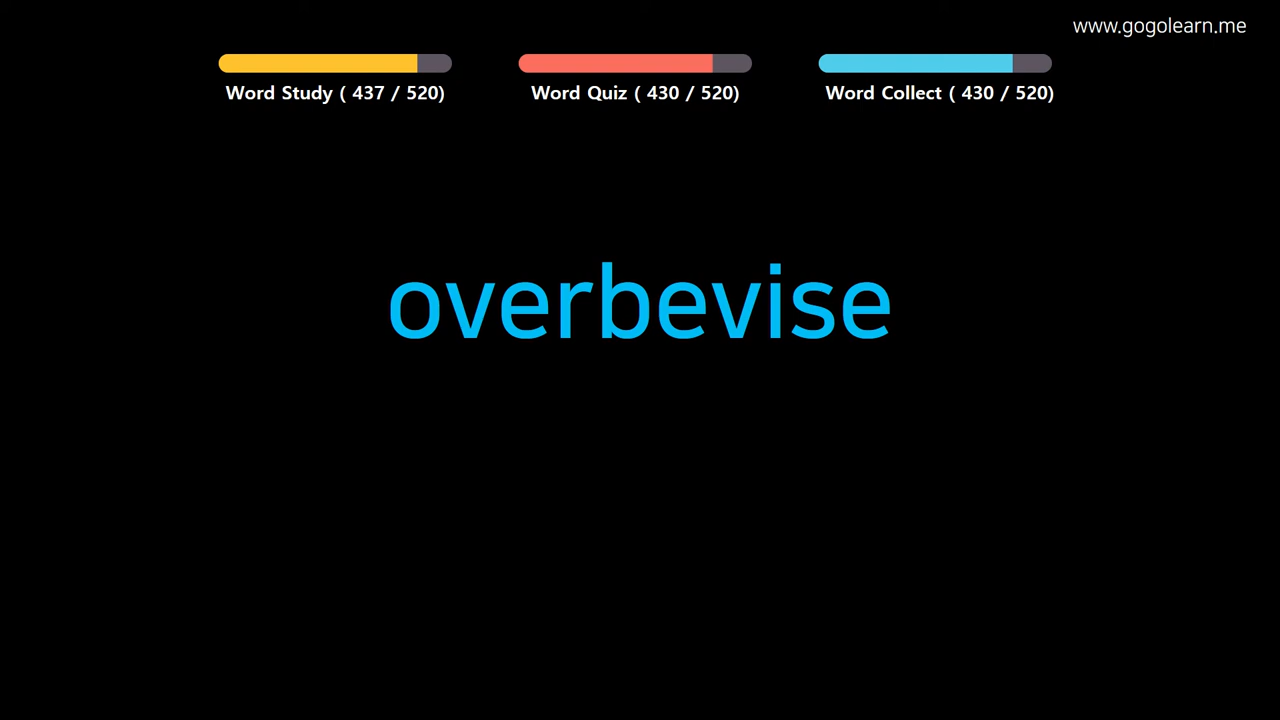 www.gogolearn.me
Word Study ( 437 / 520)
Word Quiz ( 430 / 520)
Word Collect ( 430 / 520)
overbevise